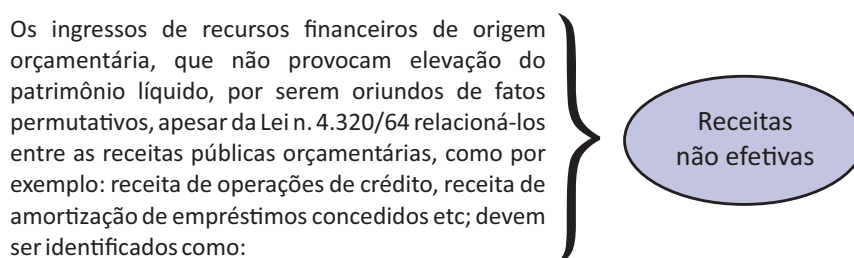 Os ingressos de recursos financeiros de origem
orçamentária, que não provocam elevação do
patrimônio líquido, por serem oriundos de fatos
permutativos, apesar da Lei n. 4.320/64 relacioná-los
entre as receitas públicas orçamentárias, como por
exemplo: receita de operações de crédito, receita de
amortização de empréstimos concedidos etc; devem
ser identificados como:
Receitas
não efetivas